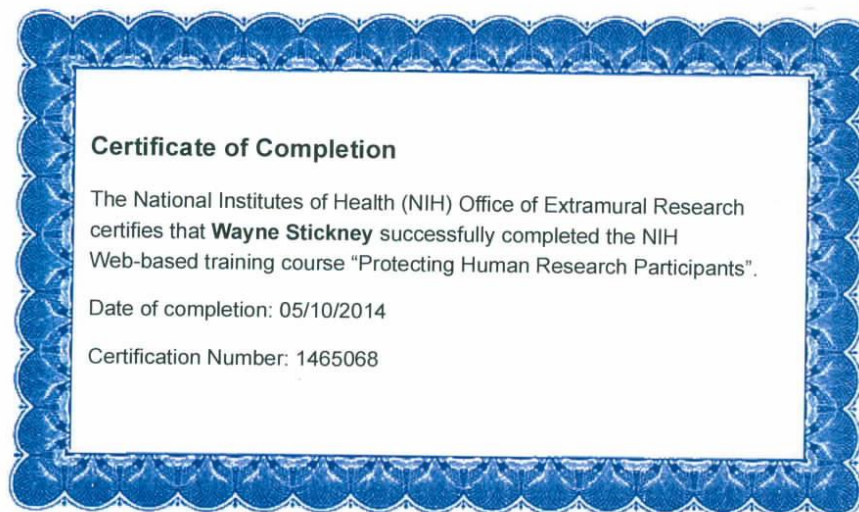 Certificate of Completion
The National Institutes of Health (NIH) Office of Extramural Research
certifies that Wayne Stickney successfully completed the NIH
Web-based training course “Protecting Human Research Participants”.
Date of completion: 05/10/2014
Certification Number: 1465068